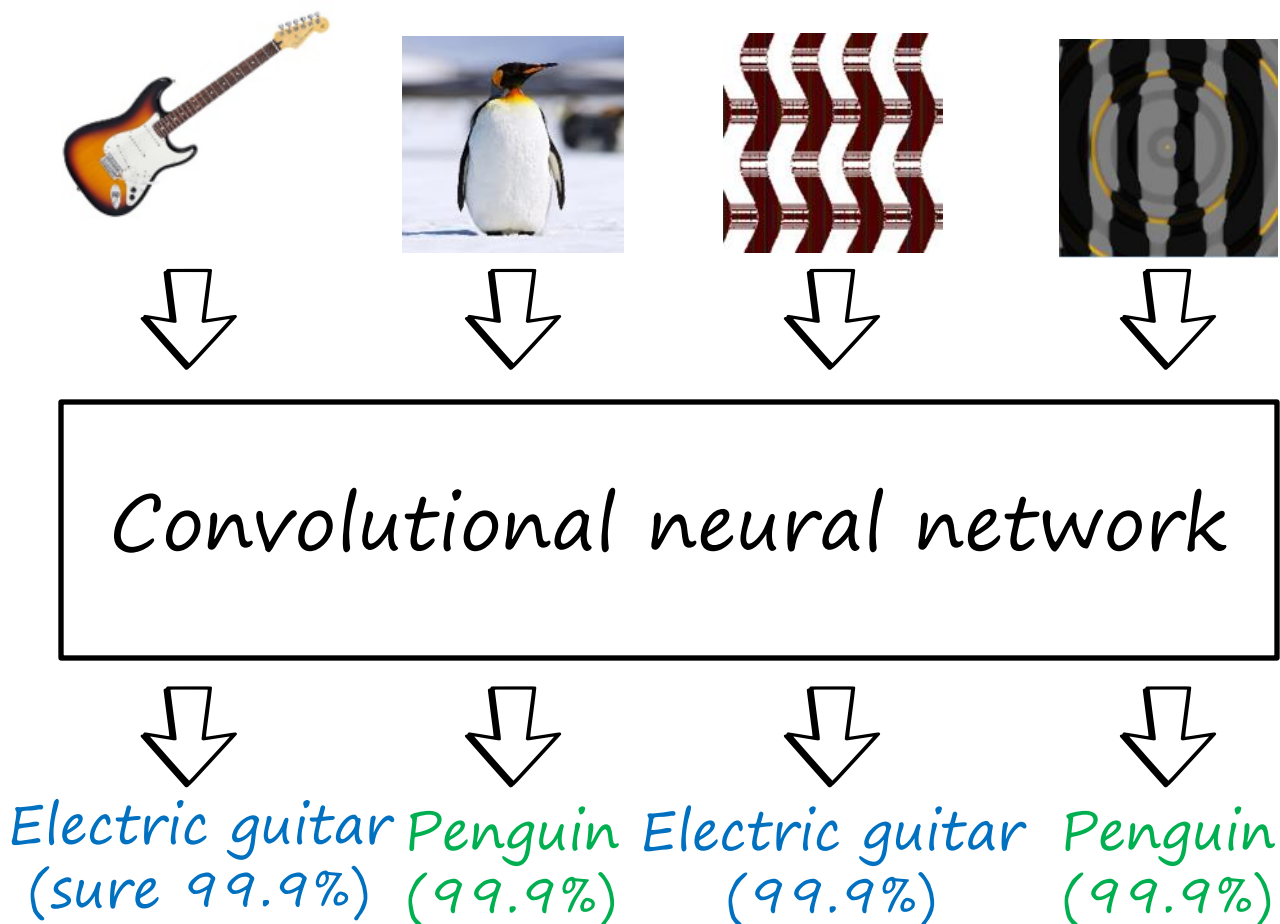 Convolutional neural network
Electric guitar
(sure 99.9%)
Penguin
(99.9%)
Electric guitar
(99.9%)
Penguin
(99.9%)